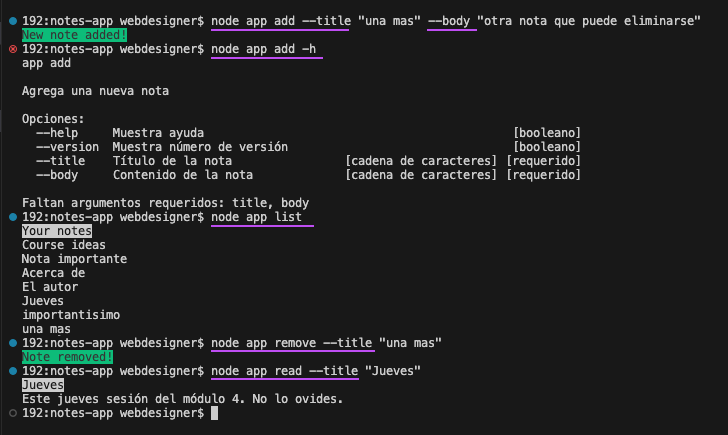 192:notes-app webdesigner$ node app add --title "una mas" --body "otra nota que puede eliminarse"
New note added!
192:notes-app webdesigner$ node app add -h
app add
Agrega una nueva nota
Opciones:
--help Muestra ayuda [booleano]
--version Muestra número de versión [booleano]
--title Título de la nota [cadena de caracteres] [requerido]
--body Contenido de la nota [cadena de caracteres] [requerido]
Faltan argumentos requeridos: title, body
192:notes-app webdesigner$ node app list
Your notes
Course ideas
Nota importante
Acerca de
El autor
Jueves
importantisimo
una mas
192:notes-app webdesigner$ node app remove --title "una mas"
Note removed!
192:notes-app webdesigner$ node app read --title "Jueves"
Jueves
Este jueves sesión del módulo 4. No lo ovides.
192:notes-app webdesigner$